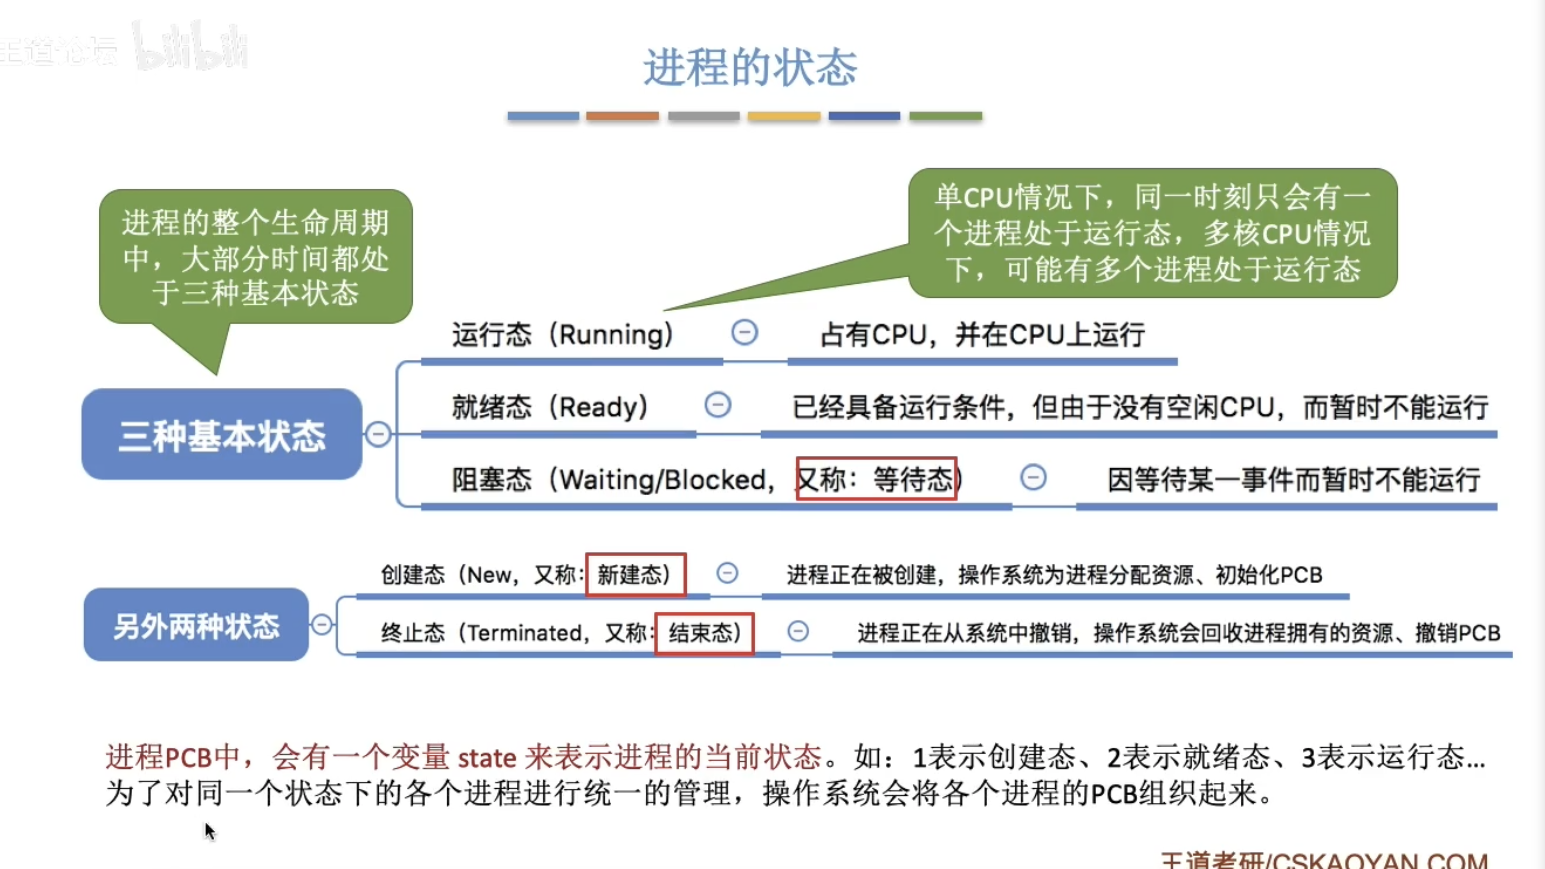 王道论坛 bilibili
进程的状态
进程的整个生命周期
中，大部分时间都处
于三种基本状态
单CPU情况下，同一时刻只会有一
个进程处于运行态，多核CPU情况
下，可能有多个进程处于运行态
三种基本状态
运行态（Running） 占有CPU，并在CPU上运行
就绪态（Ready） 已经具备运行条件，但由于没有空闲CPU，而暂时不能运行
阻塞态（Waiting/Blocked，又称：等待态） 因等待某一事件而暂时不能运行
另外两种状态
创建态（New，又称：新建态） 进程正在被创建，操作系统为进程分配资源、初始化PCB
终止态（Terminated，又称：结束态） 进程正在从系统中撤销，操作系统会回收进程拥有的资源、撤销PCB
进程PCB中，会有一个变量 state 来表示进程的当前状态。如：1表示创建态、2表示就绪态、3表示运行态...
为了对同一个状态下的各个进程进行统一的管理，操作系统会将各个进程的PCB组织起来。
王道考研/CSKAOYAN.COM